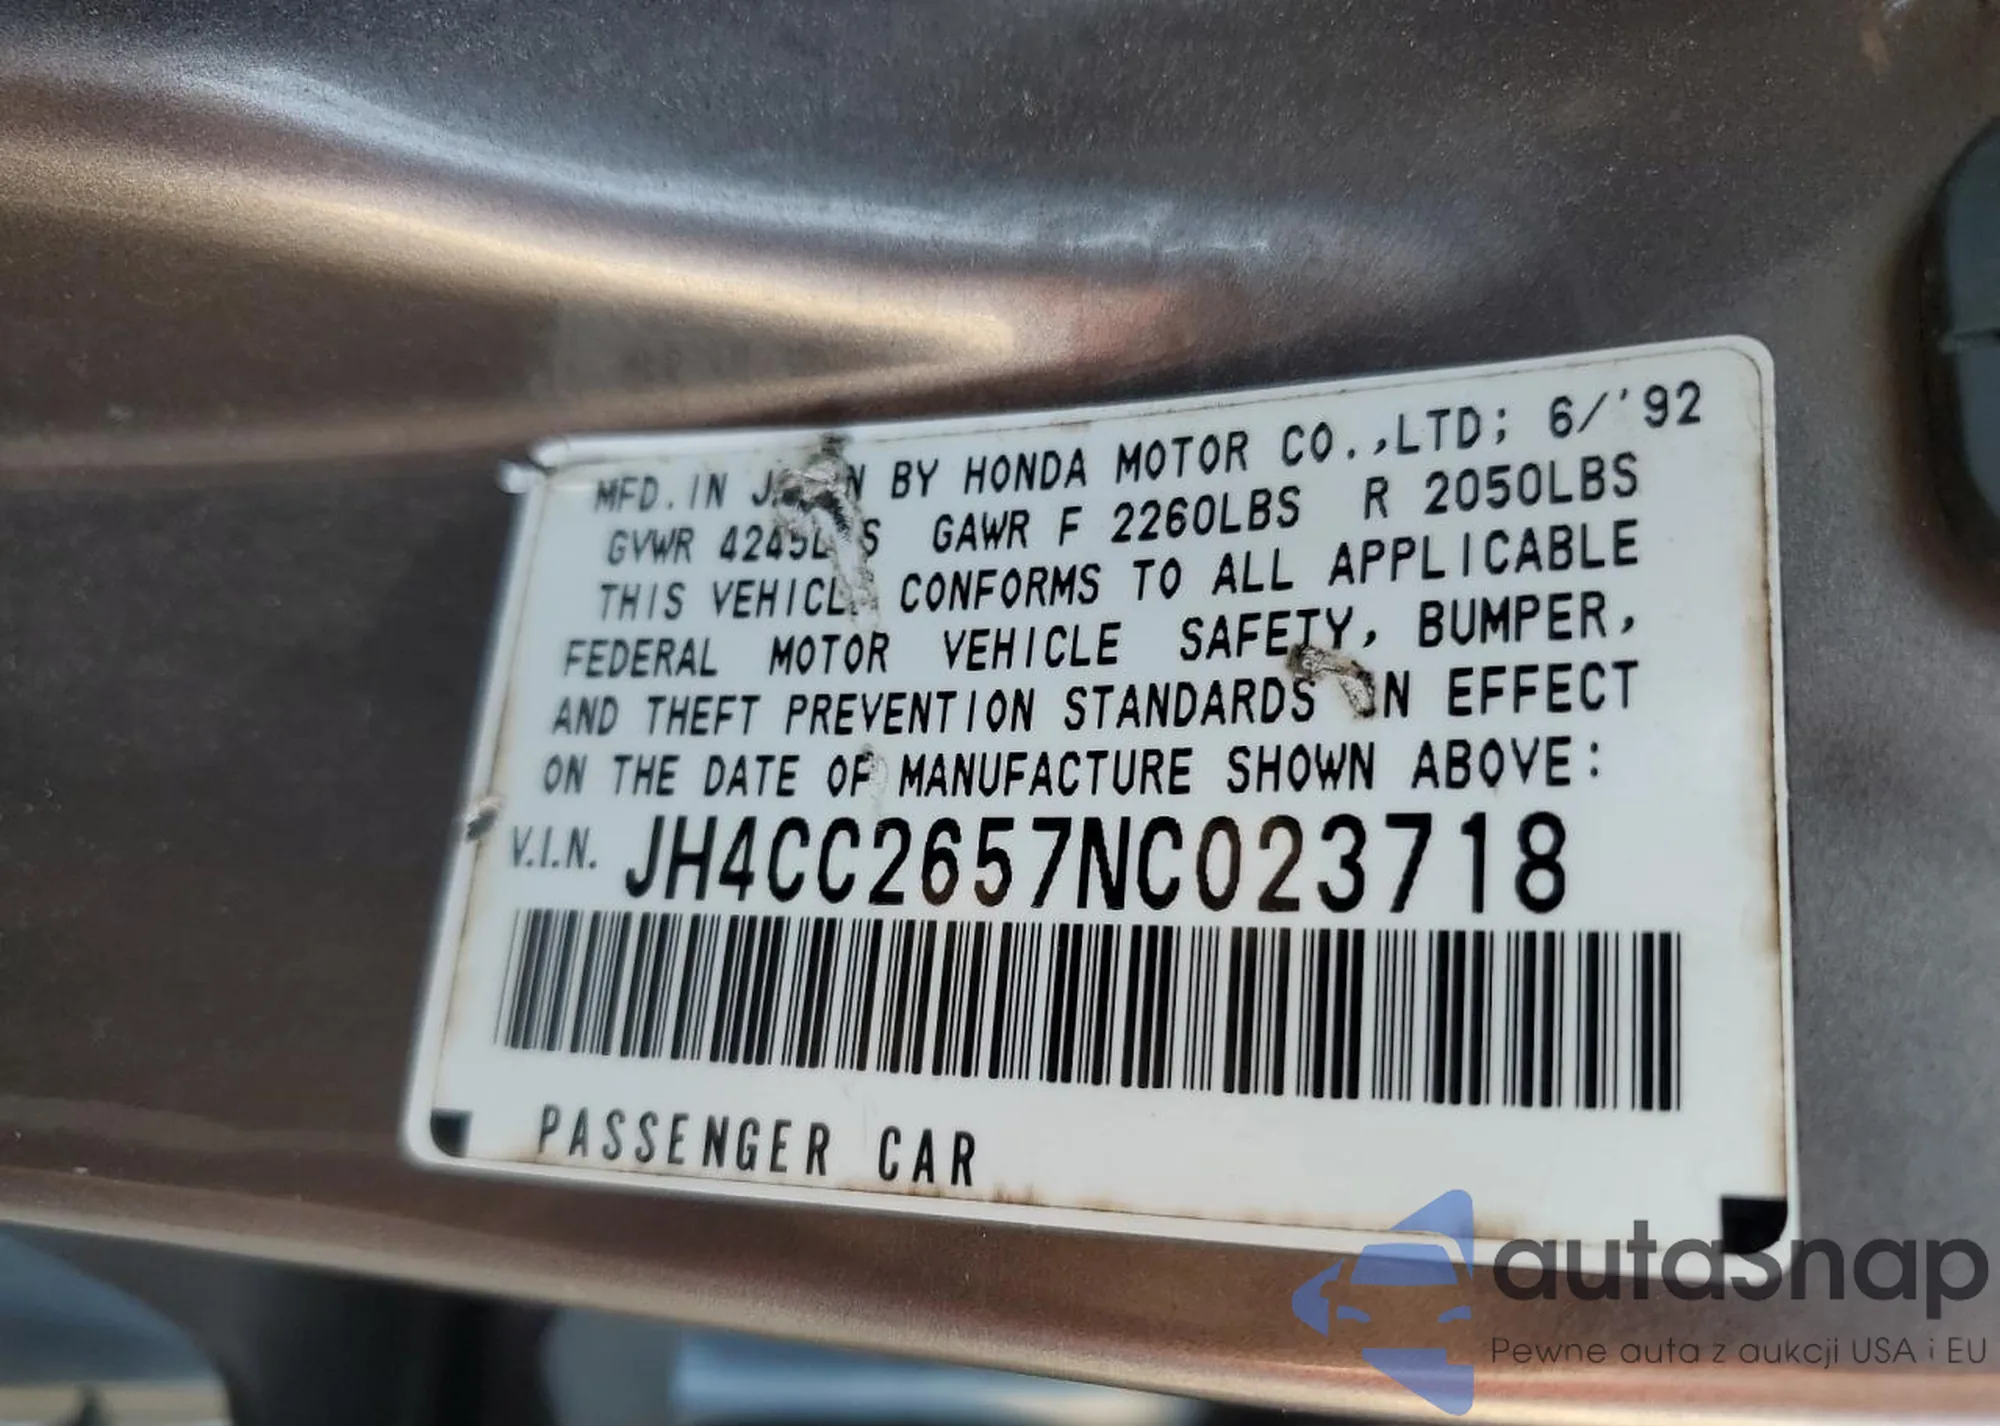 MFD. IN BY HONDA MOTOR CO.,LTD; 6/'92
GVWR GAWR F 2260LBS R 2050LBS
THIS CONFORMS TO ALL APPLICABLE
FEDERAL MOTOR VEHICLE SAFETY, BUMPER,
AND THEFT PREVENTION STANDARDS IN EFFECT
ON THE DATE OF MANUFACTURE SHOWN ABOVE:
V.I.N. JH4CC2657NC023718
PASSENGER CAR
autasnap
Pewne auta z aukcji USA i EU